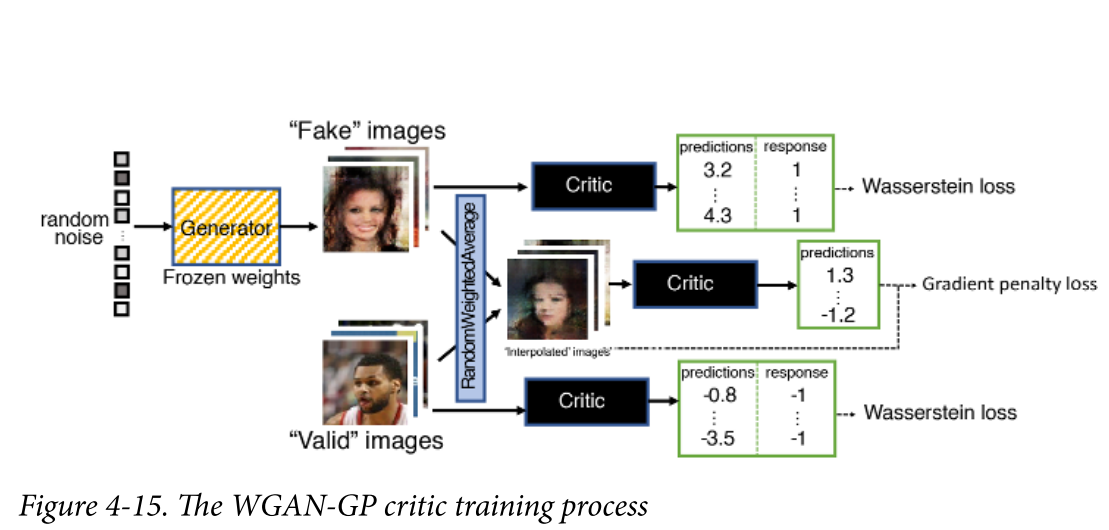 "Fake" images
random
noise
Generator
Frozen weights
RandomWeightedAverage
Critic
predictions response
3.2 1
⋮ ⋮
4.3 1
Wasserstein loss
'Interpolated' images
Critic
predictions
1.3
⋮
-1.2
Gradient penalty loss
"Valid" images
Critic
predictions response
-0.8 -1
⋮ ⋮
-3.5 -1
Wasserstein loss
Figure 4-15. The WGAN-GP critic training process